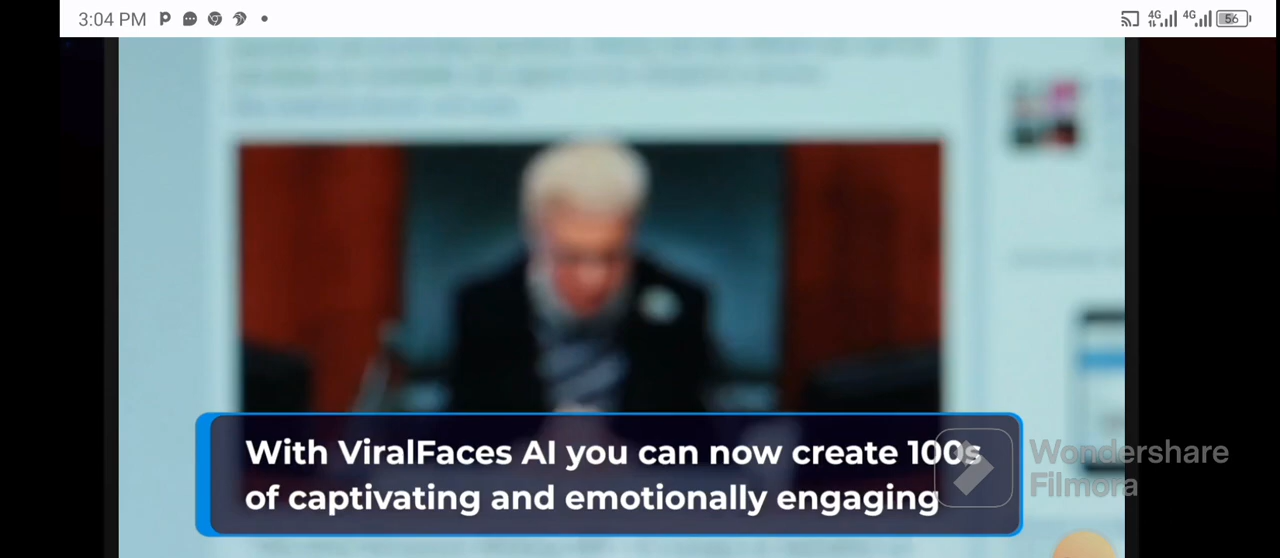 3:04 PM
4G 4G 56
With ViralFaces AI you can now create 100s
of captivating and emotionally engaging
Wondershare
Filmora